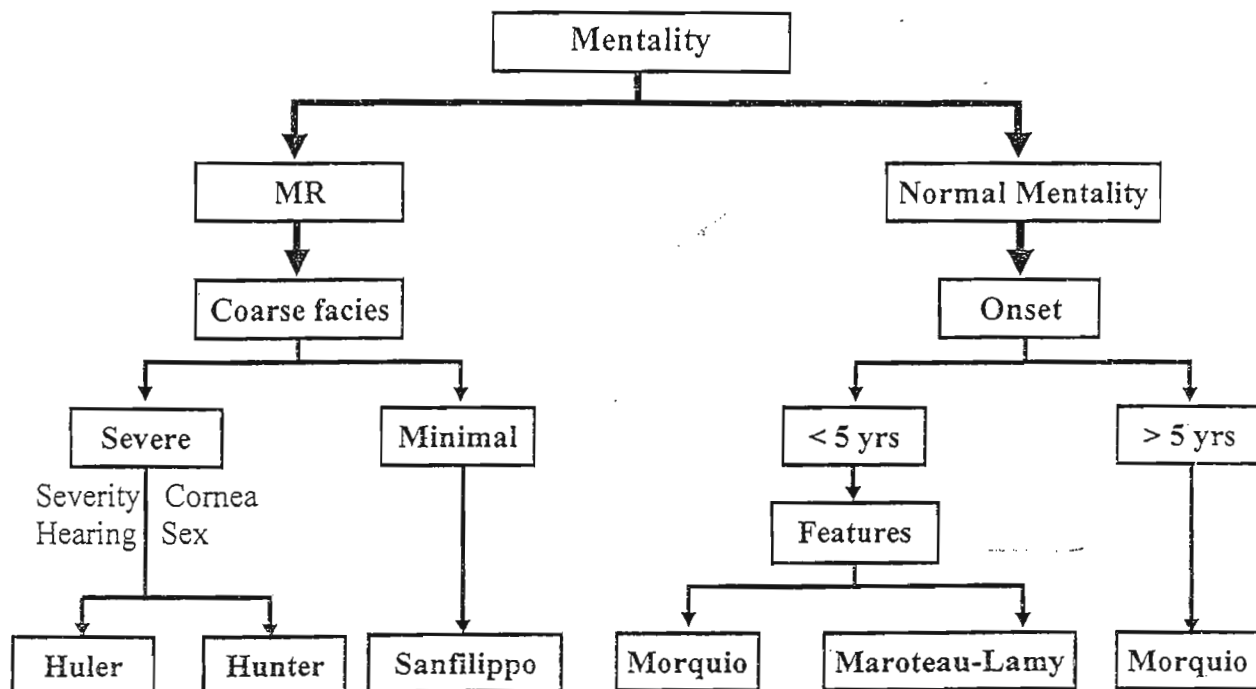 Mentality
MR
Normal Mentality
Coarse facies
Onset
Severe
Minimal
< 5 yrs
> 5 yrs
Severity Cornea
Hearing Sex
Features
Huler
Hunter
Sanfilippo
Morquio
Maroteau-Lamy
Morquio